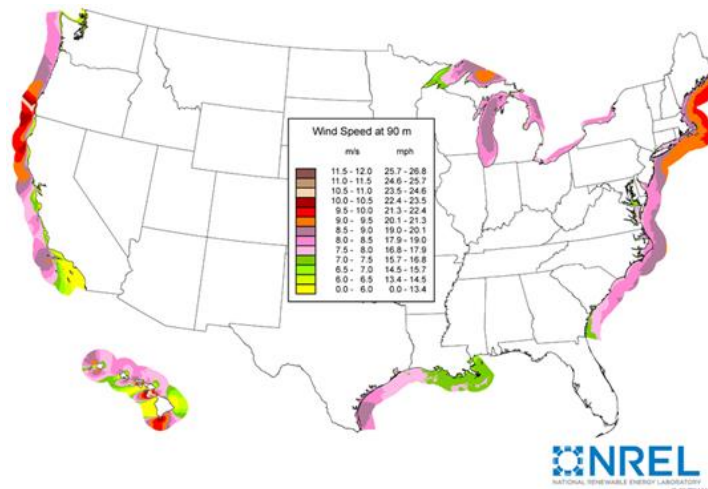 Wind Speed at 90 m
m/s mph
11.5 - 12.0 25.7 - 26.8
11.0 - 11.5 24.6 - 25.7
10.5 - 11.0 23.5 - 24.6
10.0 - 10.5 22.4 - 23.5
9.5 - 10.0 21.3 - 22.4
9.0 - 9.5 20.1 - 21.3
8.5 - 9.0 19.0 - 20.1
8.0 - 8.5 17.9 - 19.0
7.5 - 8.0 16.8 - 17.9
7.0 - 7.5 15.7 - 16.8
6.5 - 7.0 14.5 - 15.7
6.0 - 6.5 13.4 - 14.5
0.0 - 6.0 0.0 - 13.4
NREL
NATIONAL RENEWABLE ENERGY LABORATORY